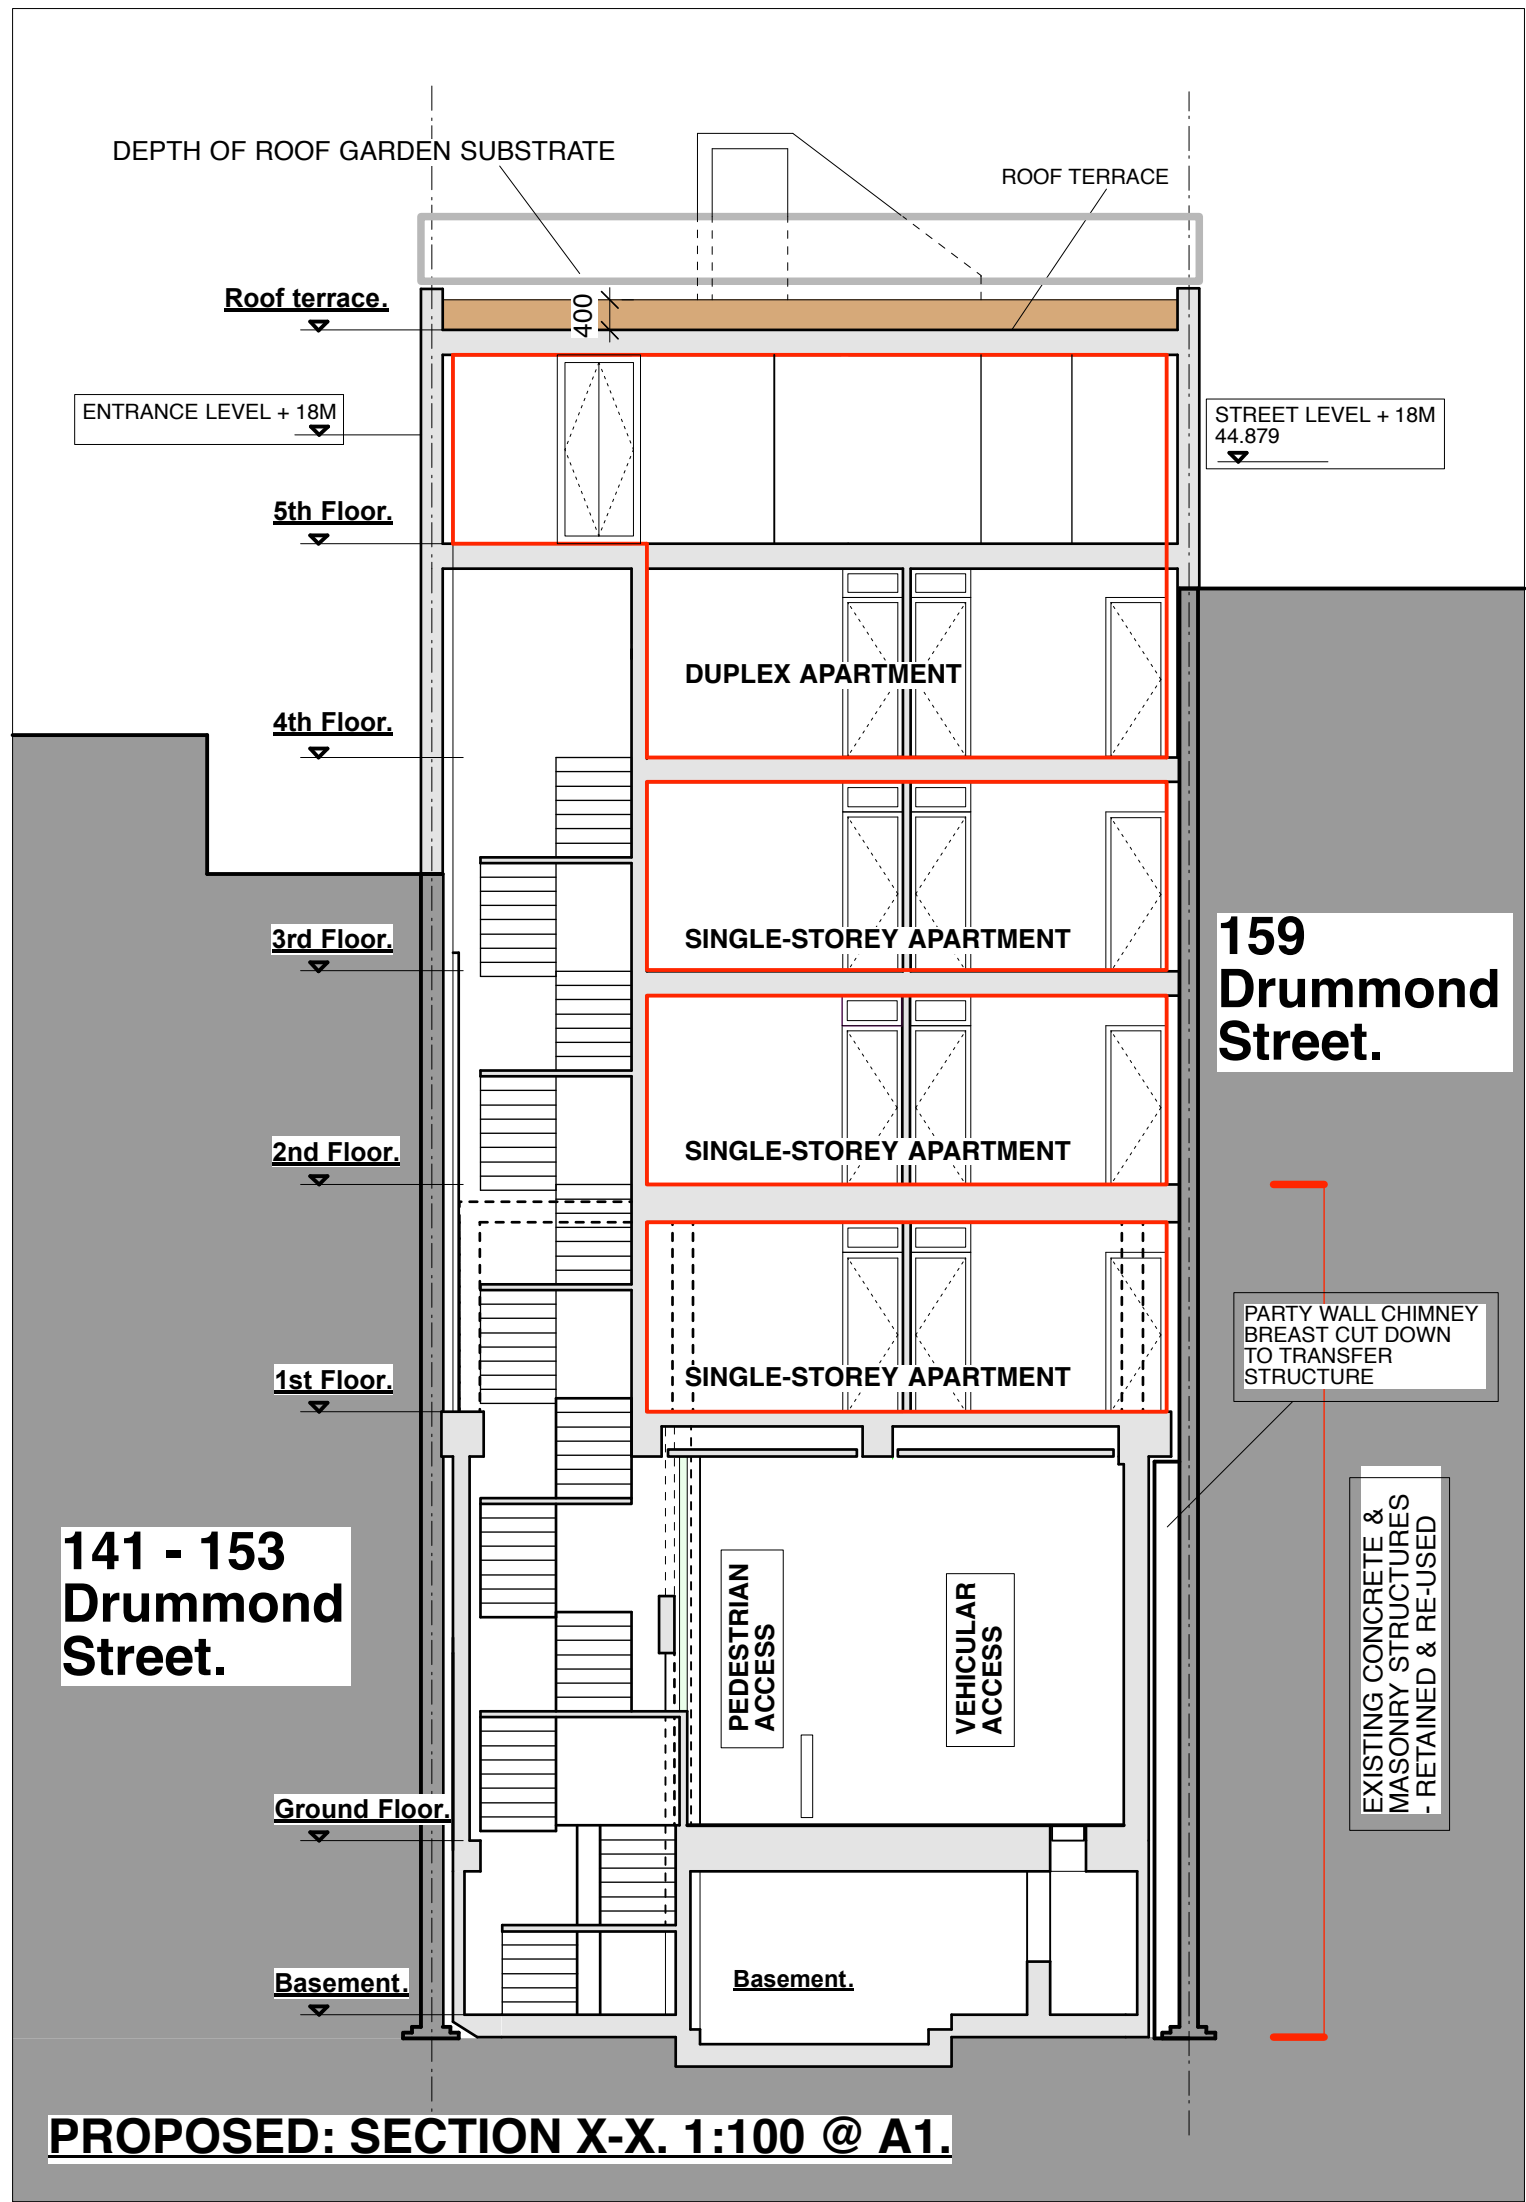 DEPTH OF ROOF GARDEN SUBSTRATE
ROOF TERRACE
Roof terrace.
400
ENTRANCE LEVEL + 18M
STREET LEVEL + 18M
44.879
5th Floor.
DUPLEX APARTMENT
4th Floor.
3rd Floor.
SINGLE-STOREY APARTMENT
159
Drummond
Street.
2nd Floor.
SINGLE-STOREY APARTMENT
PARTY WALL CHIMNEY
BREAST CUT DOWN
TO TRANSFER
STRUCTURE
1st Floor.
SINGLE-STOREY APARTMENT
141 - 153
Drummond
Street.
PEDESTRIAN
ACCESS
VEHICULAR
ACCESS
EXISTING CONCRETE &
MASONRY STRUCTURES
- RETAINED & RE-USED
Ground Floor.
Basement.
Basement.
PROPOSED: SECTION X-X. 1:100 @ A1.